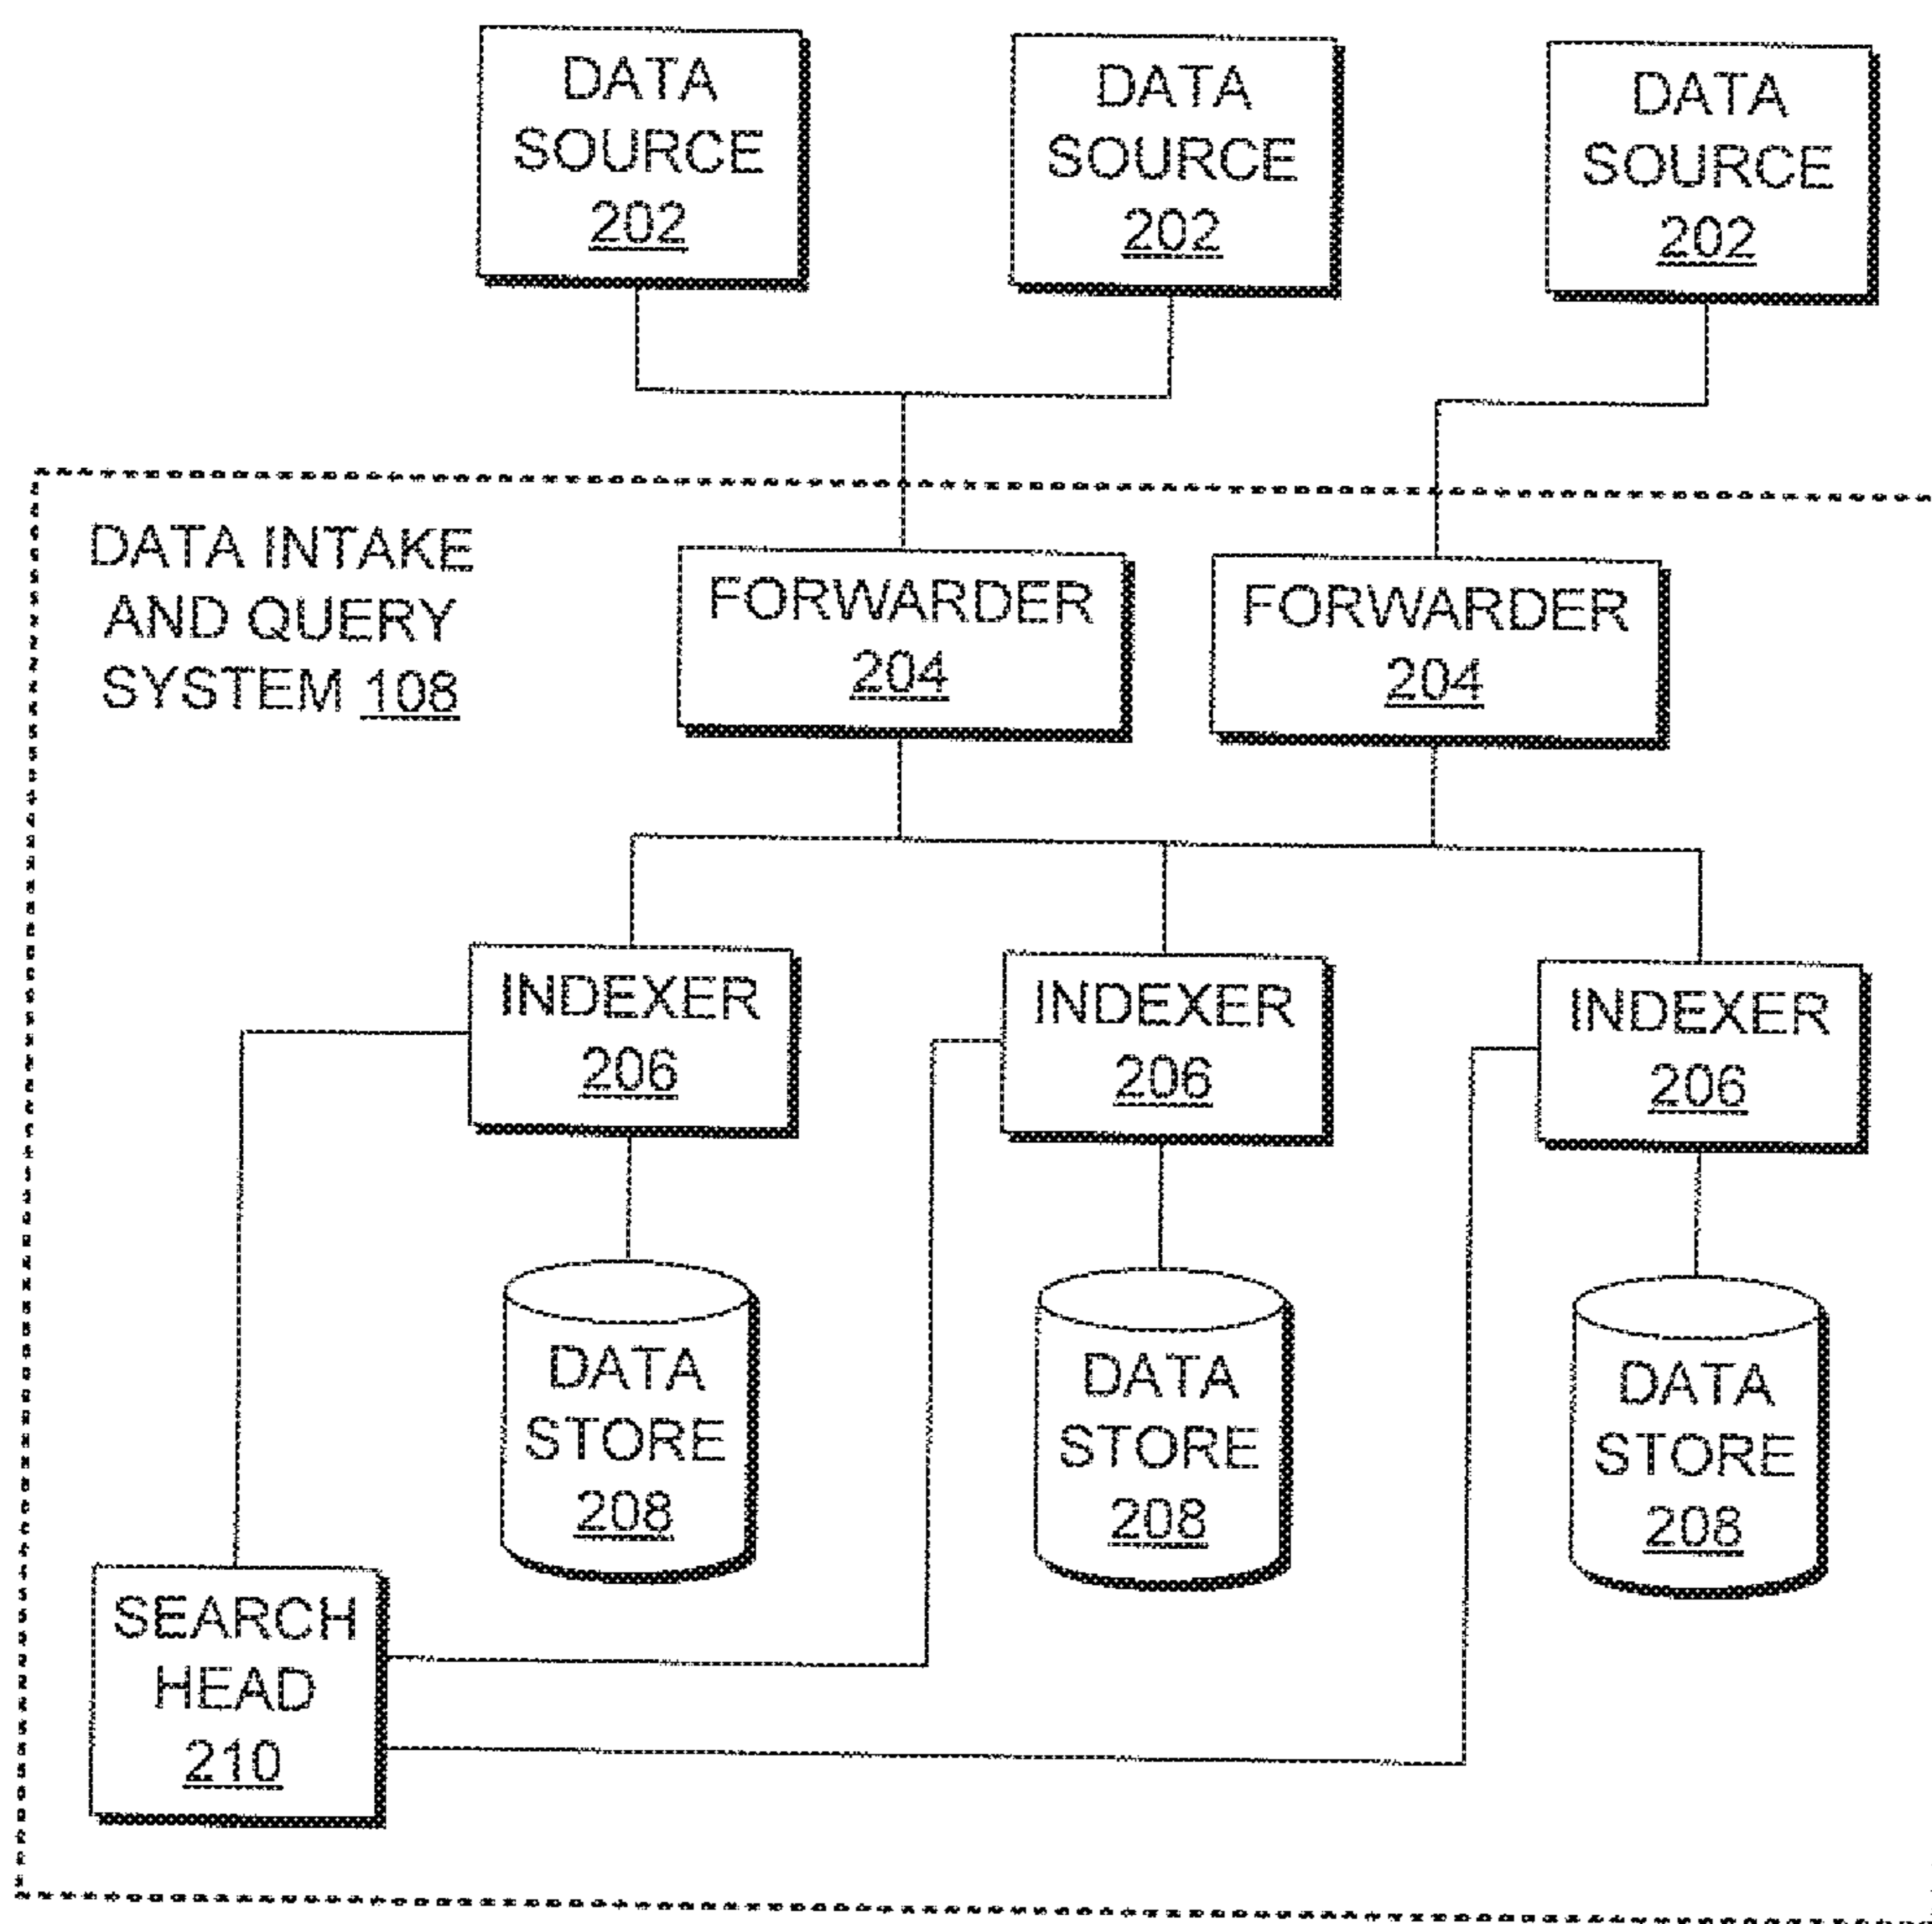 DATA
SOURCE
202
DATA
SOURCE
202
DATA
SOURCE
202
DATA INTAKE
AND QUERY
SYSTEM 108
FORWARDER
204
FORWARDER
204
INDEXER
206
INDEXER
206
INDEXER
206
DATA
STORE
208
DATA
STORE
208
DATA
STORE
208
SEARCH
HEAD
210